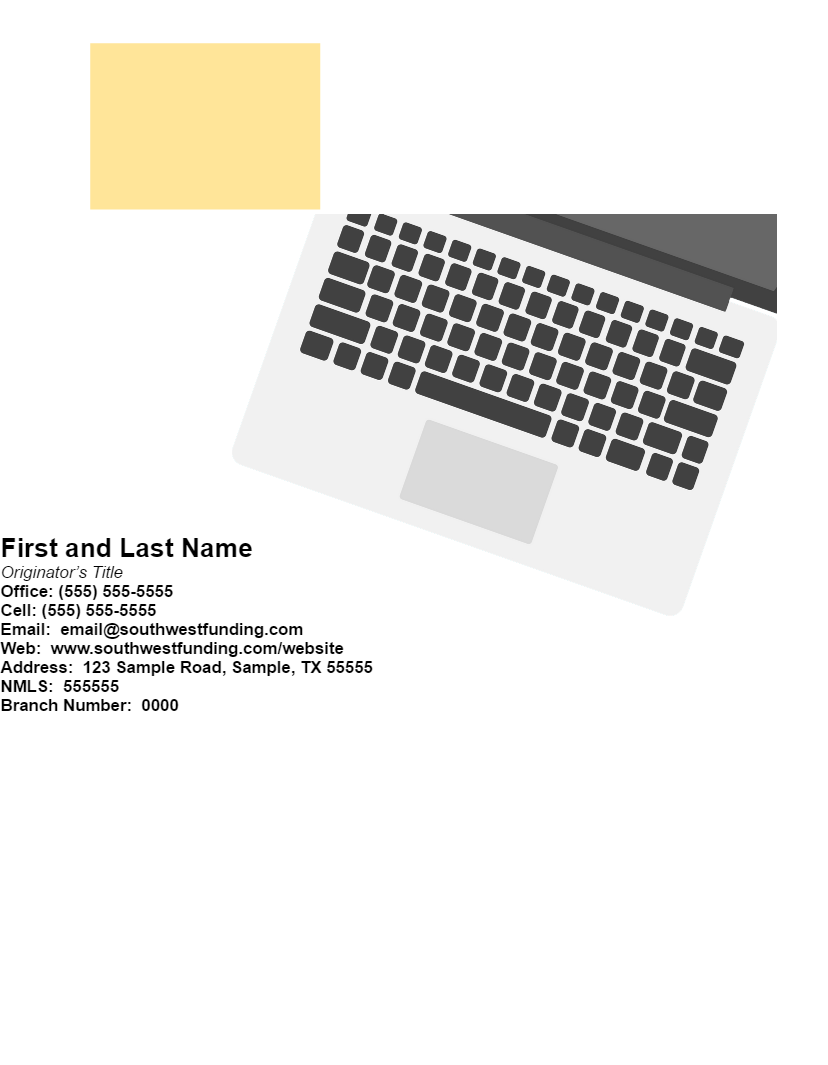 First and Last Name
Originator’s Title
Office: (555) 555-5555
Cell: (555) 555-5555
Email:  email@southwestfunding.com
Web:  www.southwestfunding.com/website
Address:  123 Sample Road, Sample, TX 55555
NMLS:  555555
Branch Number:  0000